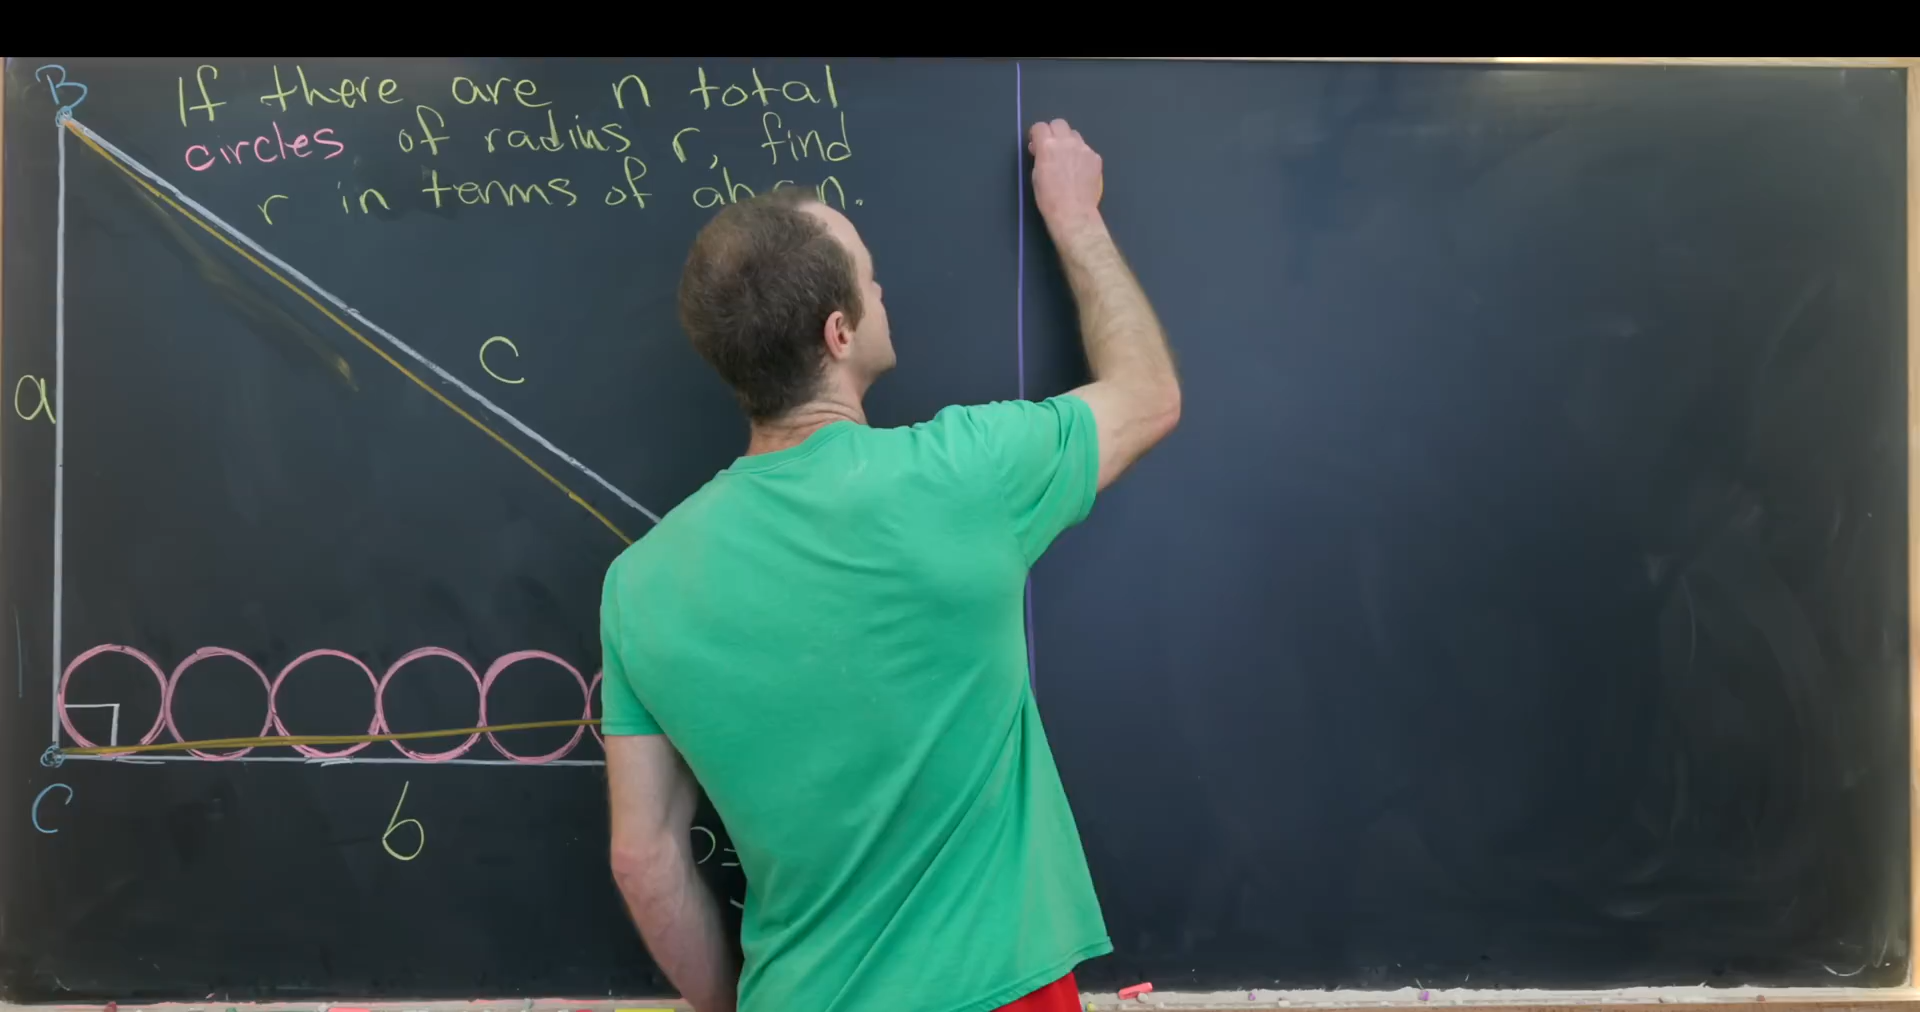 B
If there are n total
circles of radius r, find
r in terms of
a
c
C
b